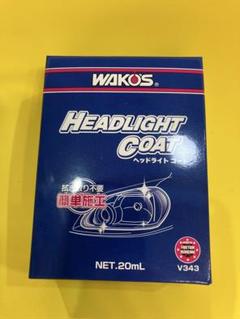 WAKO'S®
HEADLIGHT
COAT
ヘッドライト コート
拭き取り不要
簡単施工
NET.20mL
V343